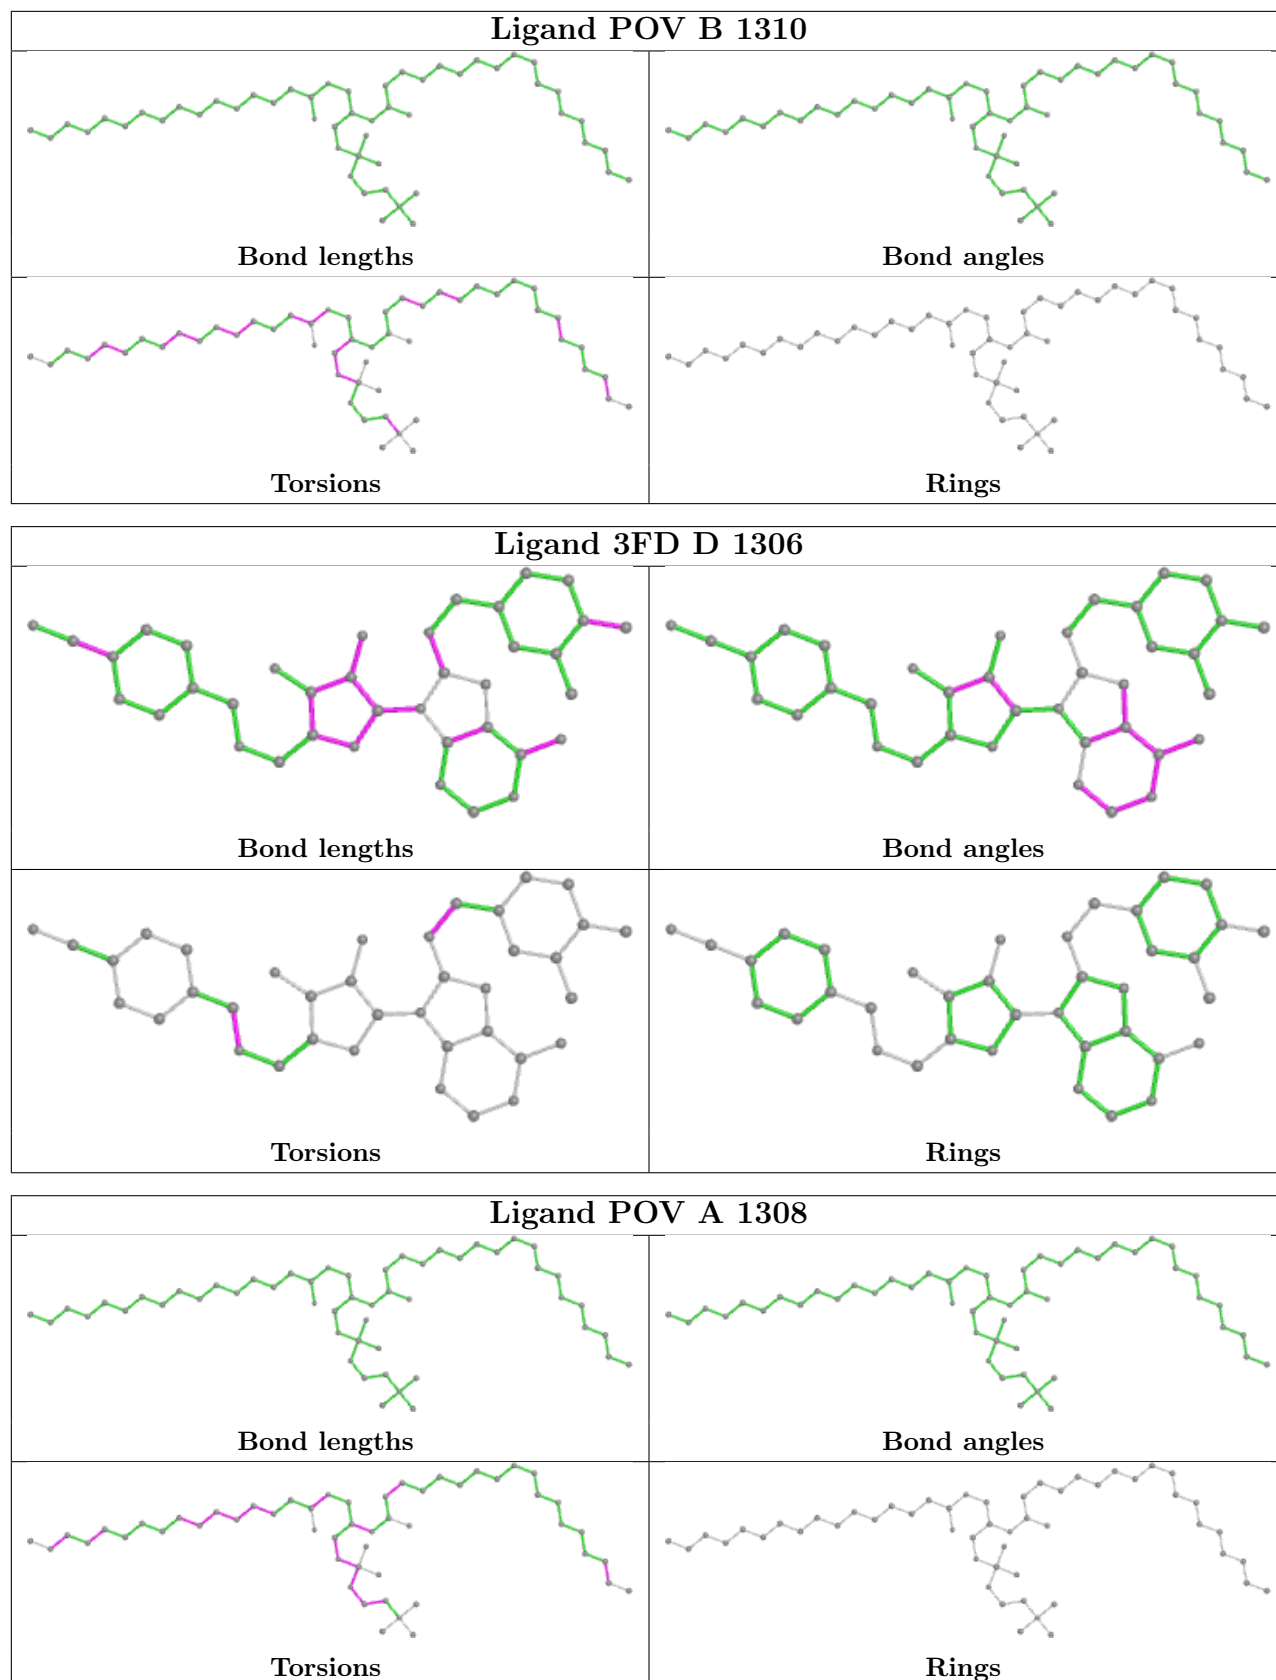 Ligand POV B 1310
Bond lengths
Bond angles
Torsions
Rings
Ligand 3FD D 1306
Bond lengths
Bond angles
Torsions
Rings
Ligand POV A 1308
Bond lengths
Bond angles
Torsions
Rings